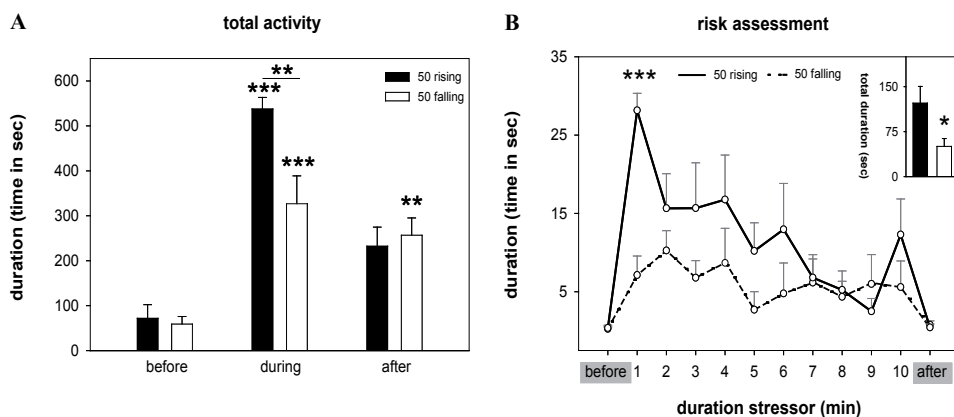 A
total activity
duration (time in sec)
600
500
400
300
200
100
0
50 rising
50 falling
**
***
***
**
before during after
B
risk assessment
duration (time in sec)
35
25
15
5
*** 50 rising 50 falling
total duration (sec)
150
75
0
*
before 1 2 3 4 5 6 7 8 9 10 after
duration stressor (min)